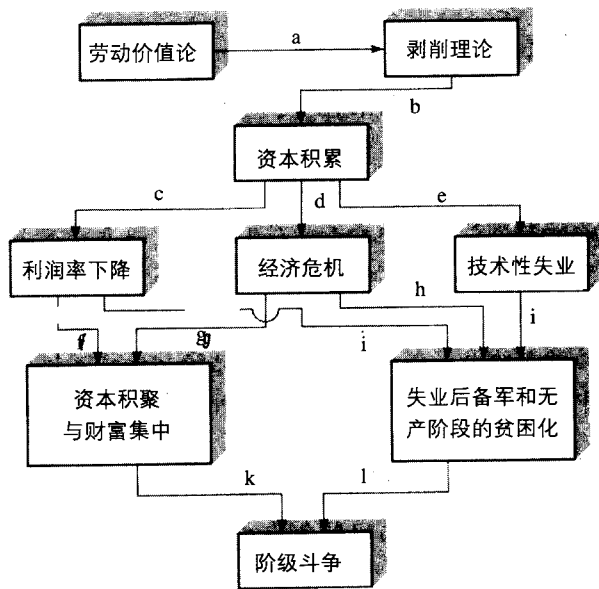 劳动价值论
a
剥削理论
b
资本积累
c
d
e
利润率下降
经济危机
技术性失业
h
f
g
i
i
资本积聚
与财富集中
失业后备军和无
产阶段的贫困化
k
l
阶级斗争